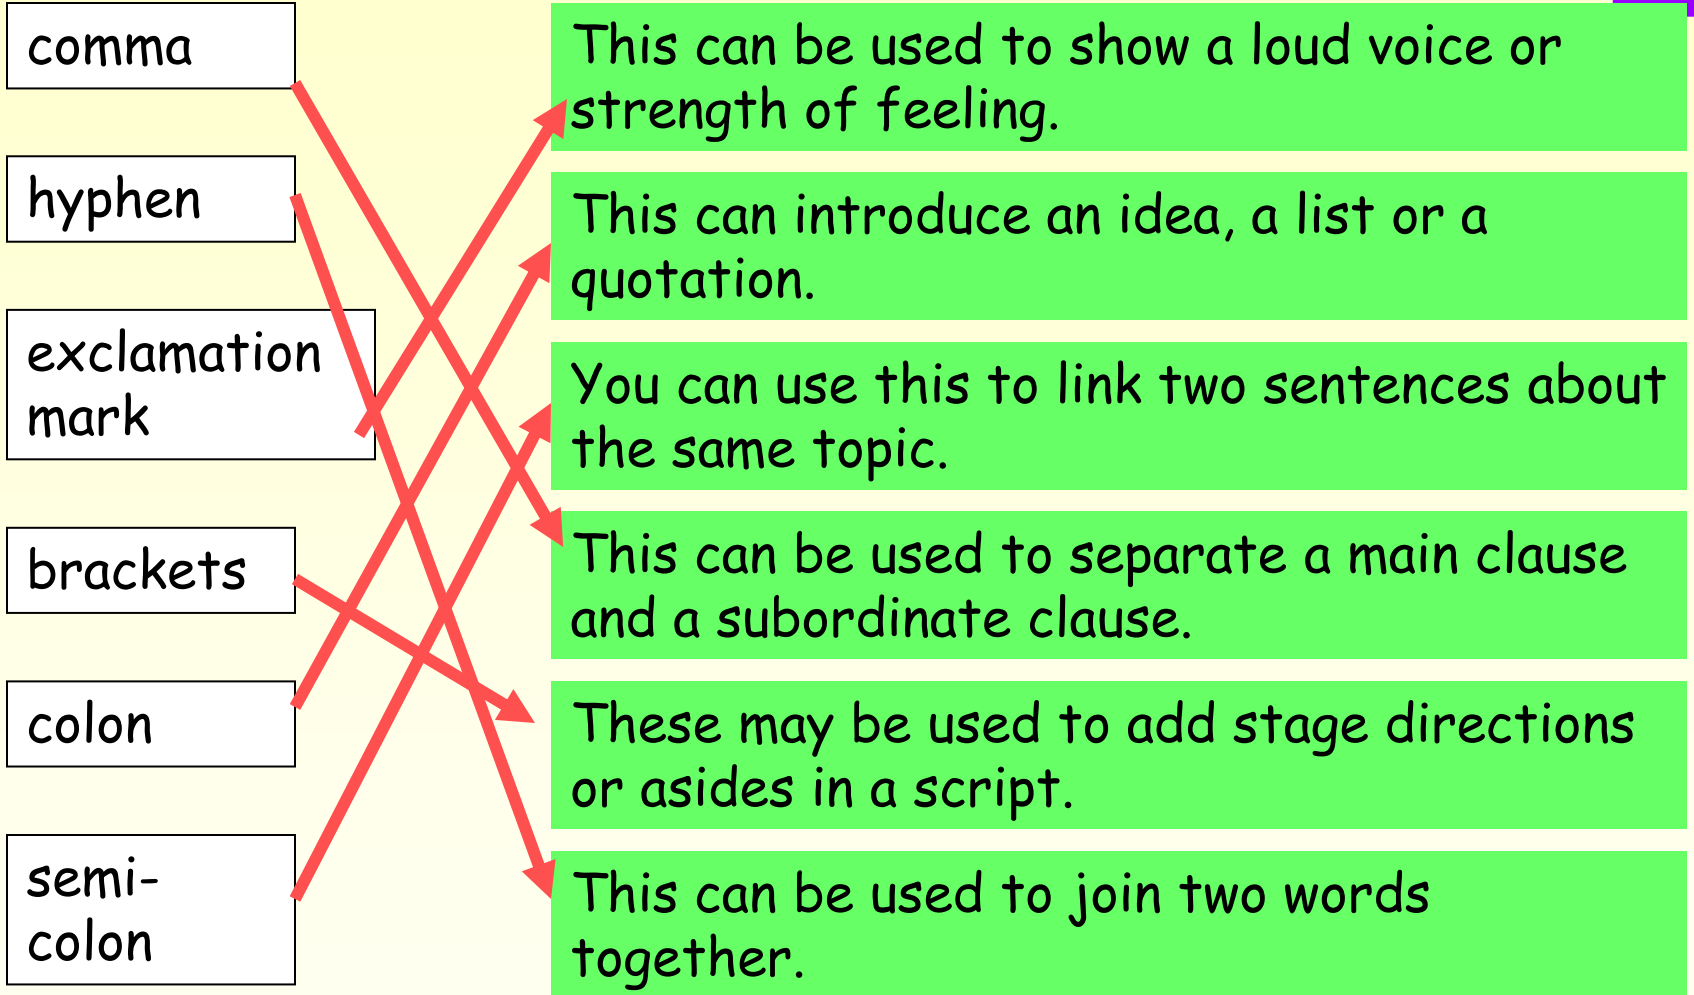 comma
hyphen
exclamation
mark
brackets
colon
semi-
colon
This can be used to show a loud voice or
strength of feeling.
This can introduce an idea, a list or a
quotation.
You can use this to link two sentences about
the same topic.
This can be used to separate a main clause
and a subordinate clause.
These may be used to add stage directions
or asides in a script.
This can be used to join two words
together.